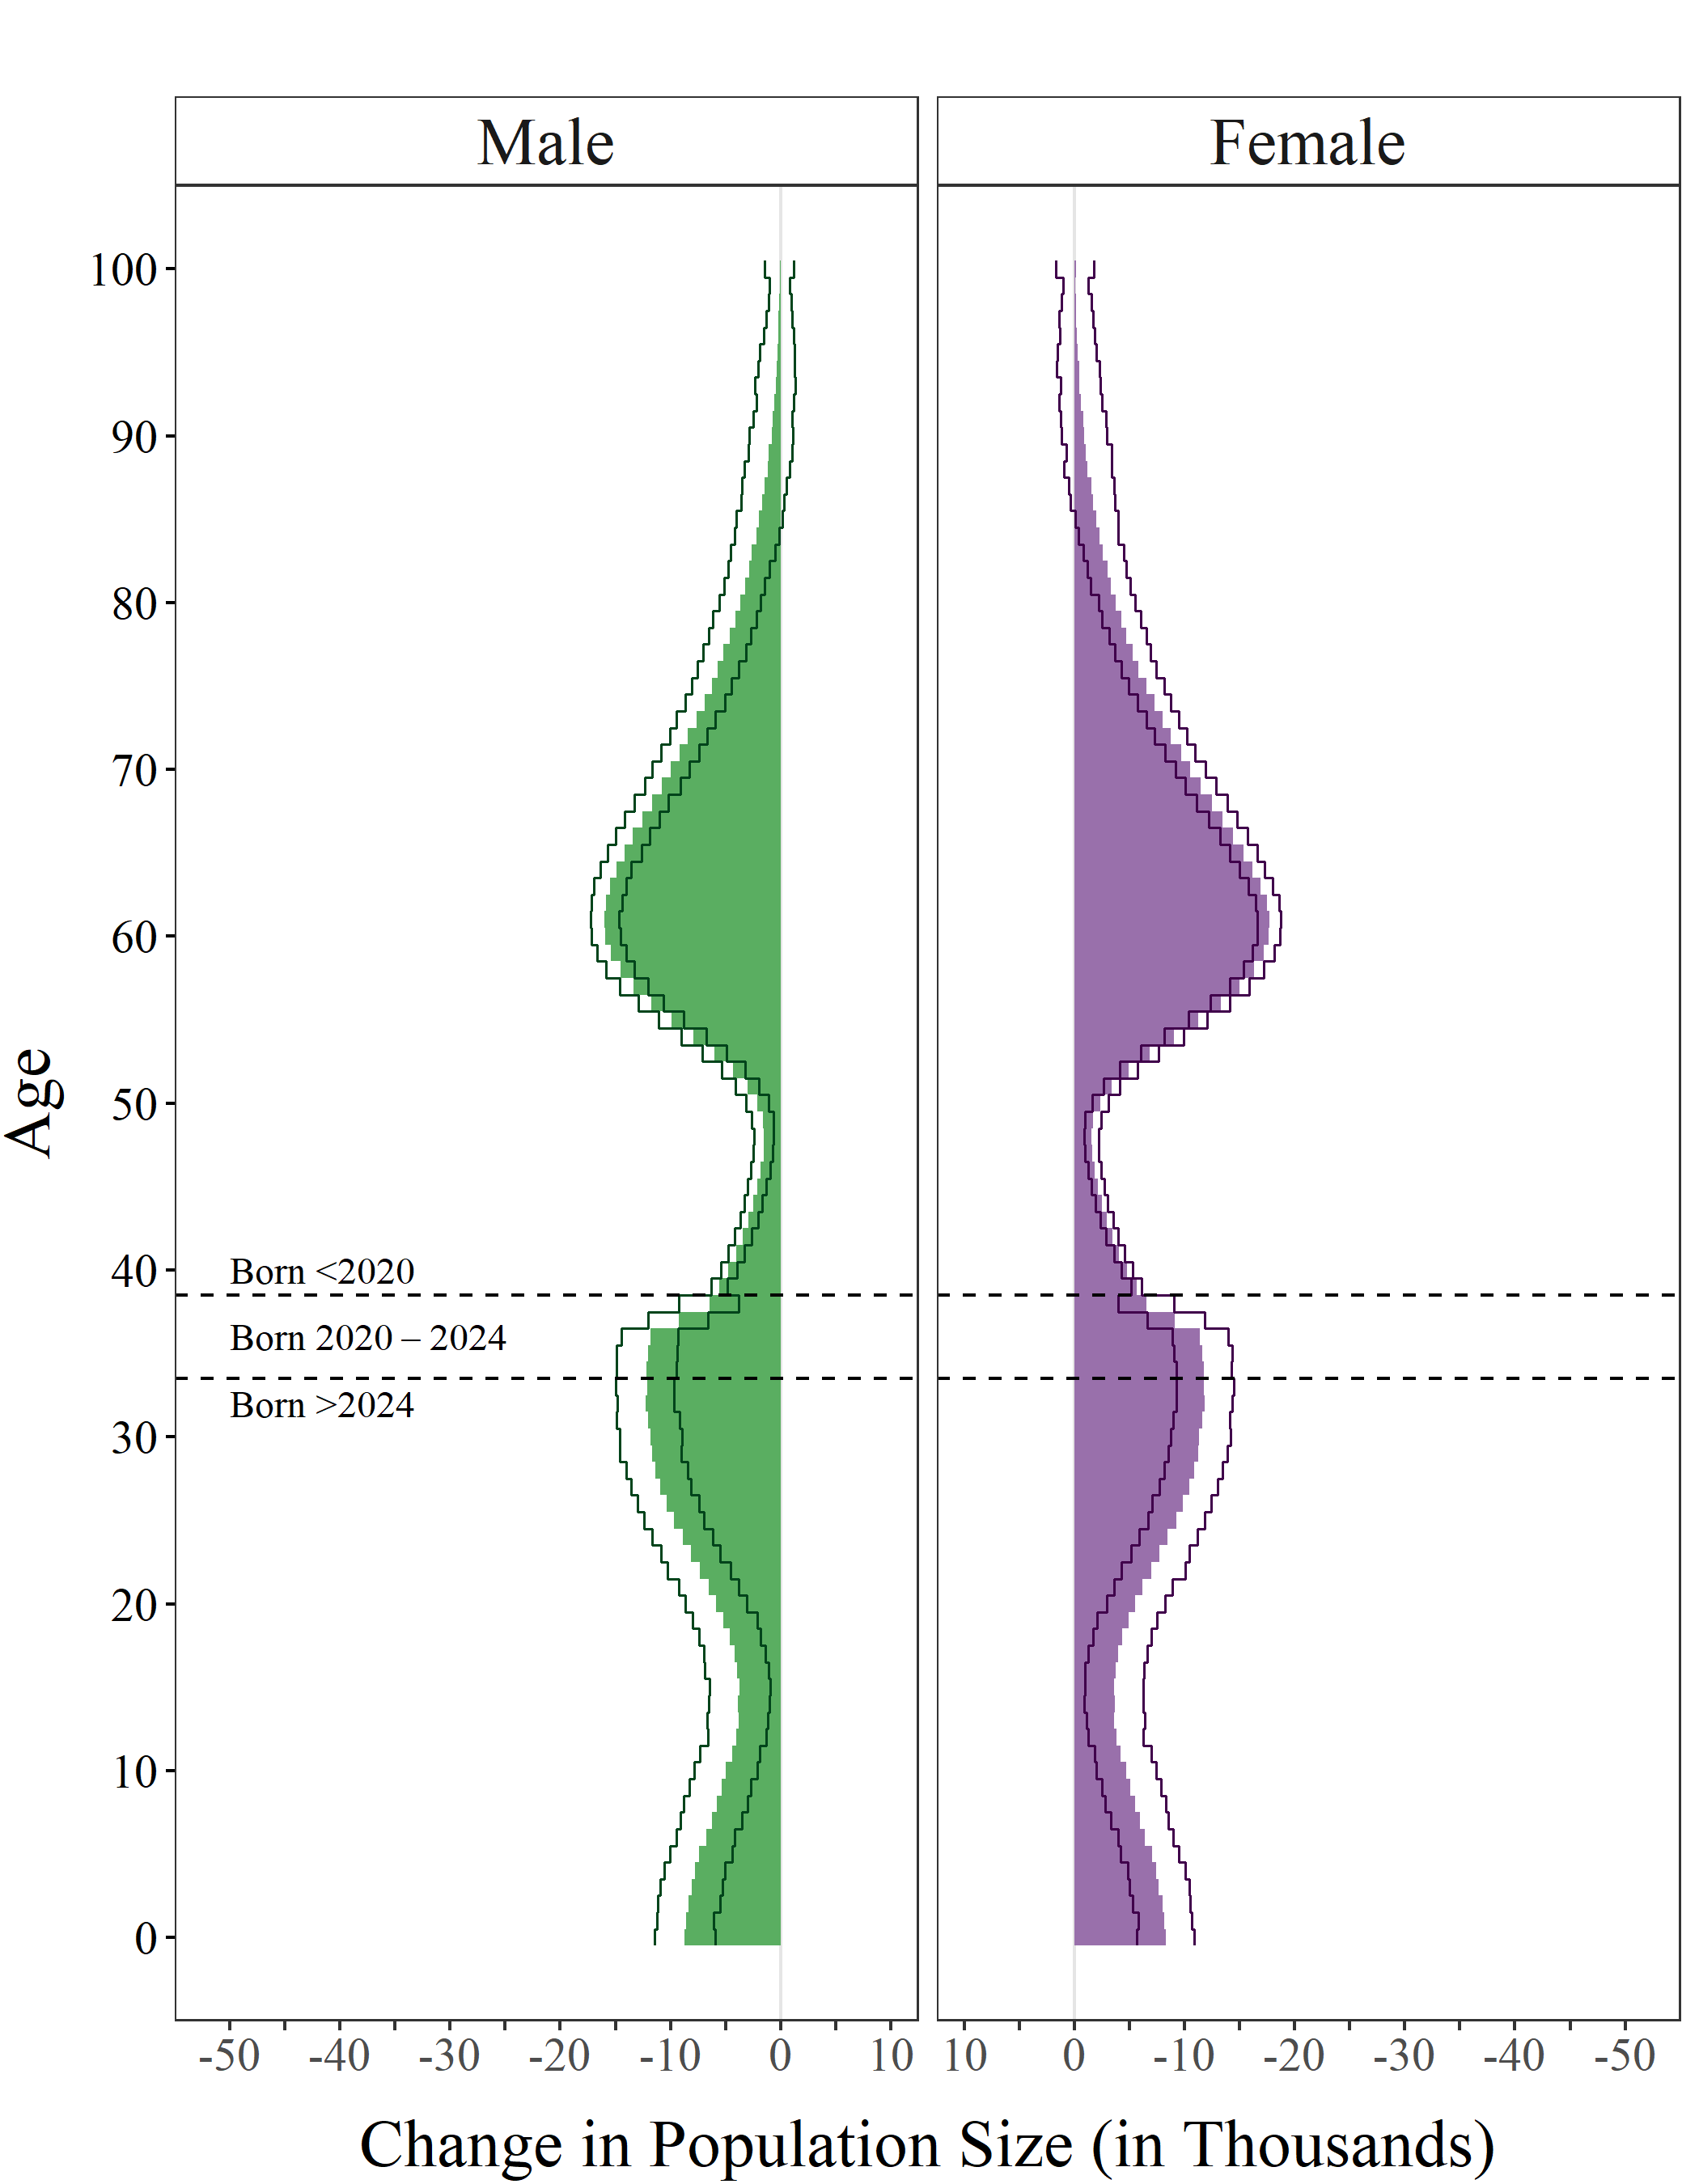 Male Female
Age
100
90
80
70
60
50
40
30
20
10
0
Born <2020
Born 2020 – 2024
Born >2024
-50 -40 -30 -20 -10 0 10 10 0 -10 -20 -30 -40 -50
Change in Population Size (in Thousands)